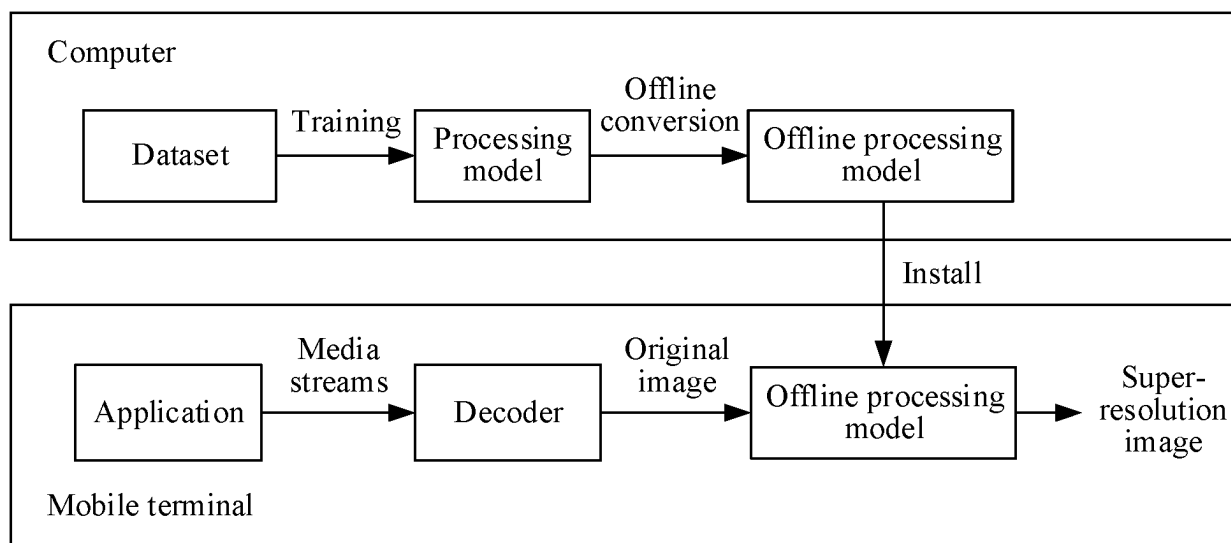 Computer
Dataset
Training
Processing
model
Offline
conversion
Offline processing
model
Install
Application
Media
streams
Decoder
Original
image
Offline processing
model
Super-
resolution
image
Mobile terminal